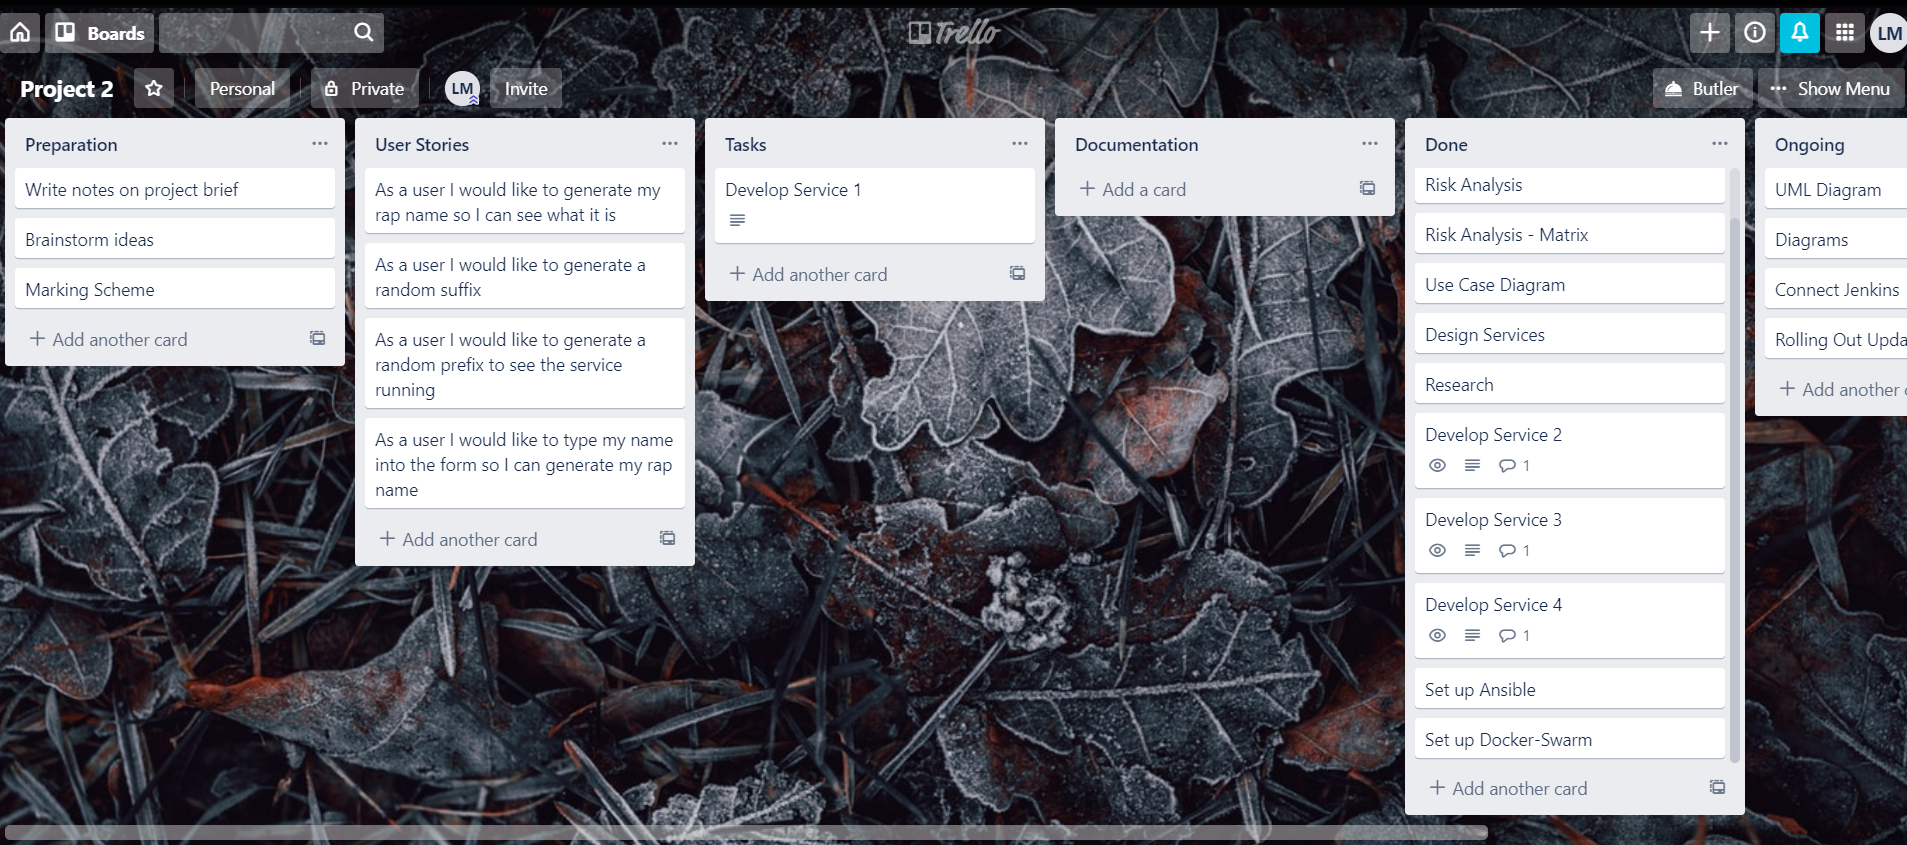 Boards
Trello
LM
Project 2
Personal
Private
LM
Invite
Butler
Show Menu
Preparation
Write notes on project brief
Brainstorm ideas
Marking Scheme
Add another card
User Stories
As a user I would like to generate my
rap name so I can see what it is
As a user I would like to generate a
random suffix
As a user I would like to generate a
random prefix to see the service
running
As a user I would like to type my name
into the form so I can generate my rap
name
Add another card
Tasks
Develop Service 1
Add another card
Documentation
Add a card
Done
Risk Analysis
Risk Analysis - Matrix
Use Case Diagram
Design Services
Research
Develop Service 2
1
Develop Service 3
1
Develop Service 4
1
Set up Ansible
Set up Docker-Swarm
Add another card
Ongoing
UML Diagram
Diagrams
Connect Jenkins
Rolling Out Upda
Add another